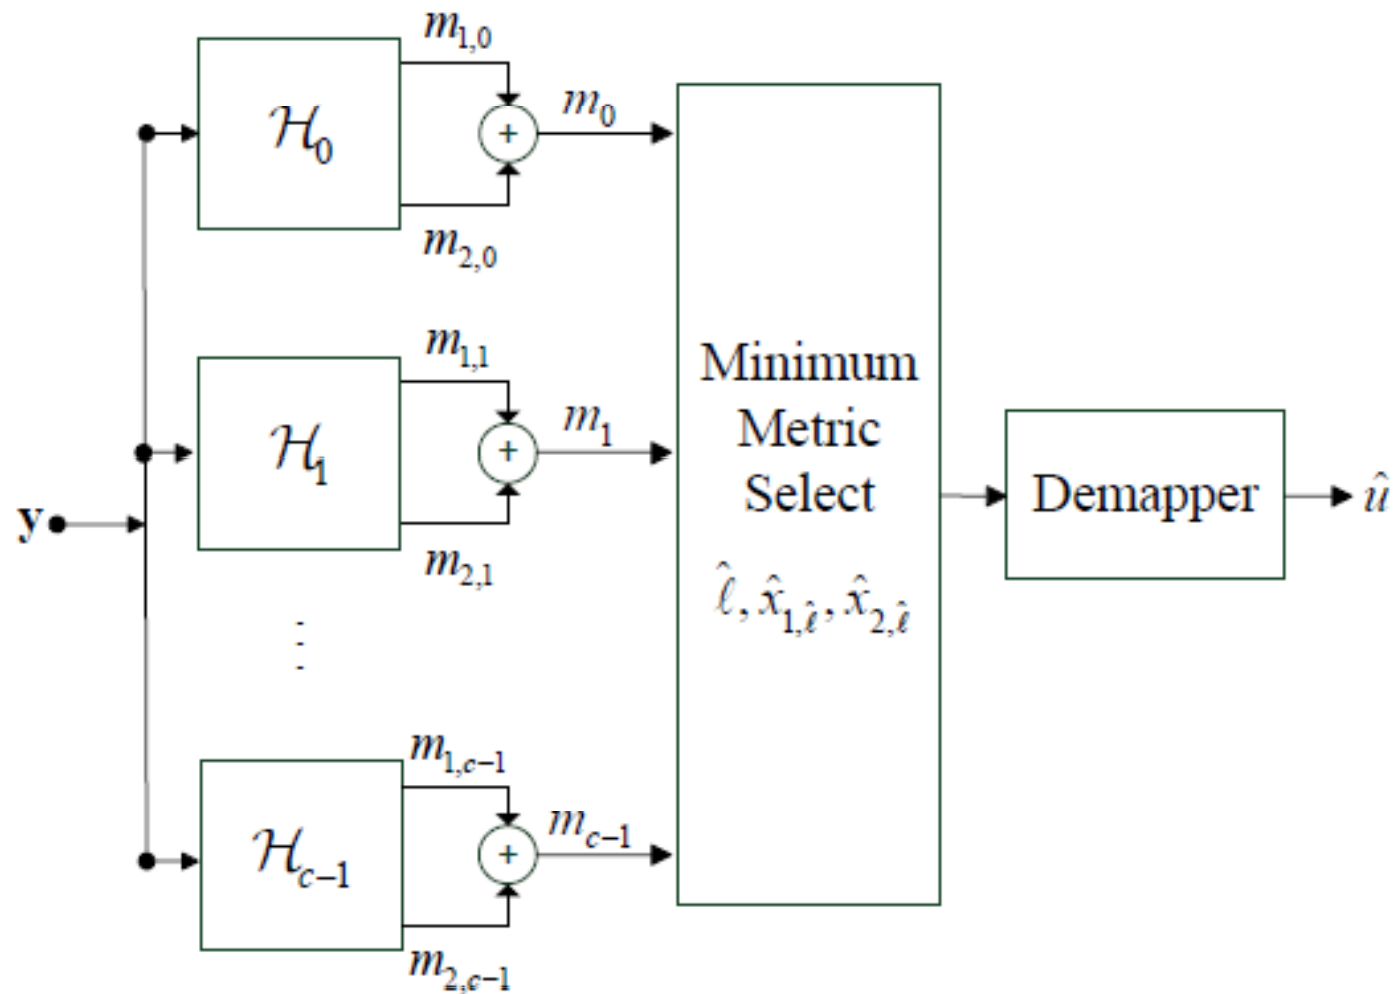 m₁,₀
ℋ₀
m₀
m₂,₀
m₁,₁
ℋ₁
m₁
m₂,₁
y
⋮
m₁,c₋₁
ℋc₋₁
mc₋₁
m₂,c₋₁
+
+
+
Minimum
Metric
Select
ℓ̂, x̂₁,ℓ̂, x̂₂,ℓ̂
Demapper
û